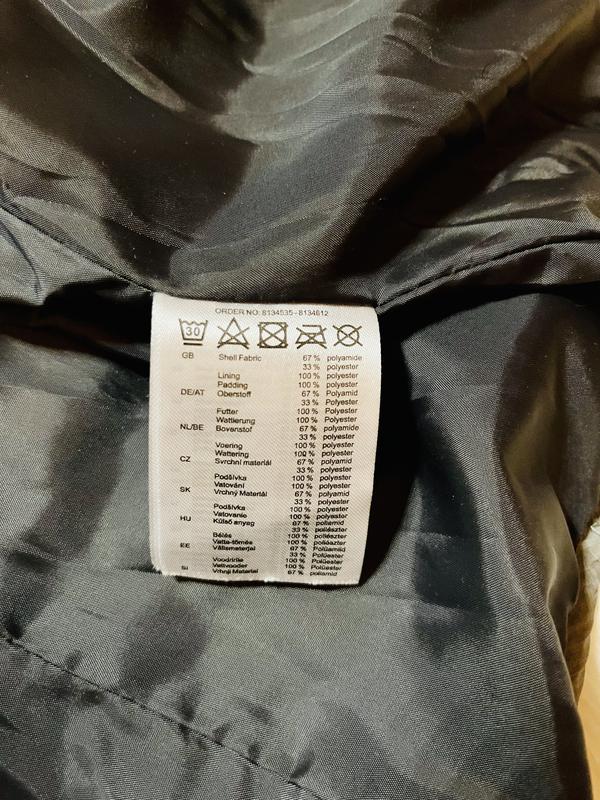 ORDER NO: 8134535 - 8134612
30
GB Shell Fabric 67 % polyamide
33 % polyester
Lining 100 % Polyester
Padding 100 % Polyester
DE/AT Oberstoff 67 % Polyamid
33 % Polyester
Futter 100 % Polyester
Wattierung 100 % Polyester
NL/BE Bovenstof 67 % polyamide
33 % polyester
Voering 100 % polyester
Wattering 100 % polyester
CZ Svrchní materiál 67 % polyamid
33 % polyester
Podšívka 100 % polyester
Vatování 100 % polyester
SK Vrchný Materiál 67 % polyamid
33 % polyester
Podšívka 100 % polyester
Vatovanie 100 % polyester
HU Külső anyag 67 % poliamid
33 % poliészter
Bélés 100 % poliészter
Vatta-tömés 100 % poliészter
EE Välismaterjal 67 % Polüamiid
33 % Polüester
Voodririie 100 % Polüester
Vativooder 100 % Polüester
SI Vrhnji Material 67 % poliamid